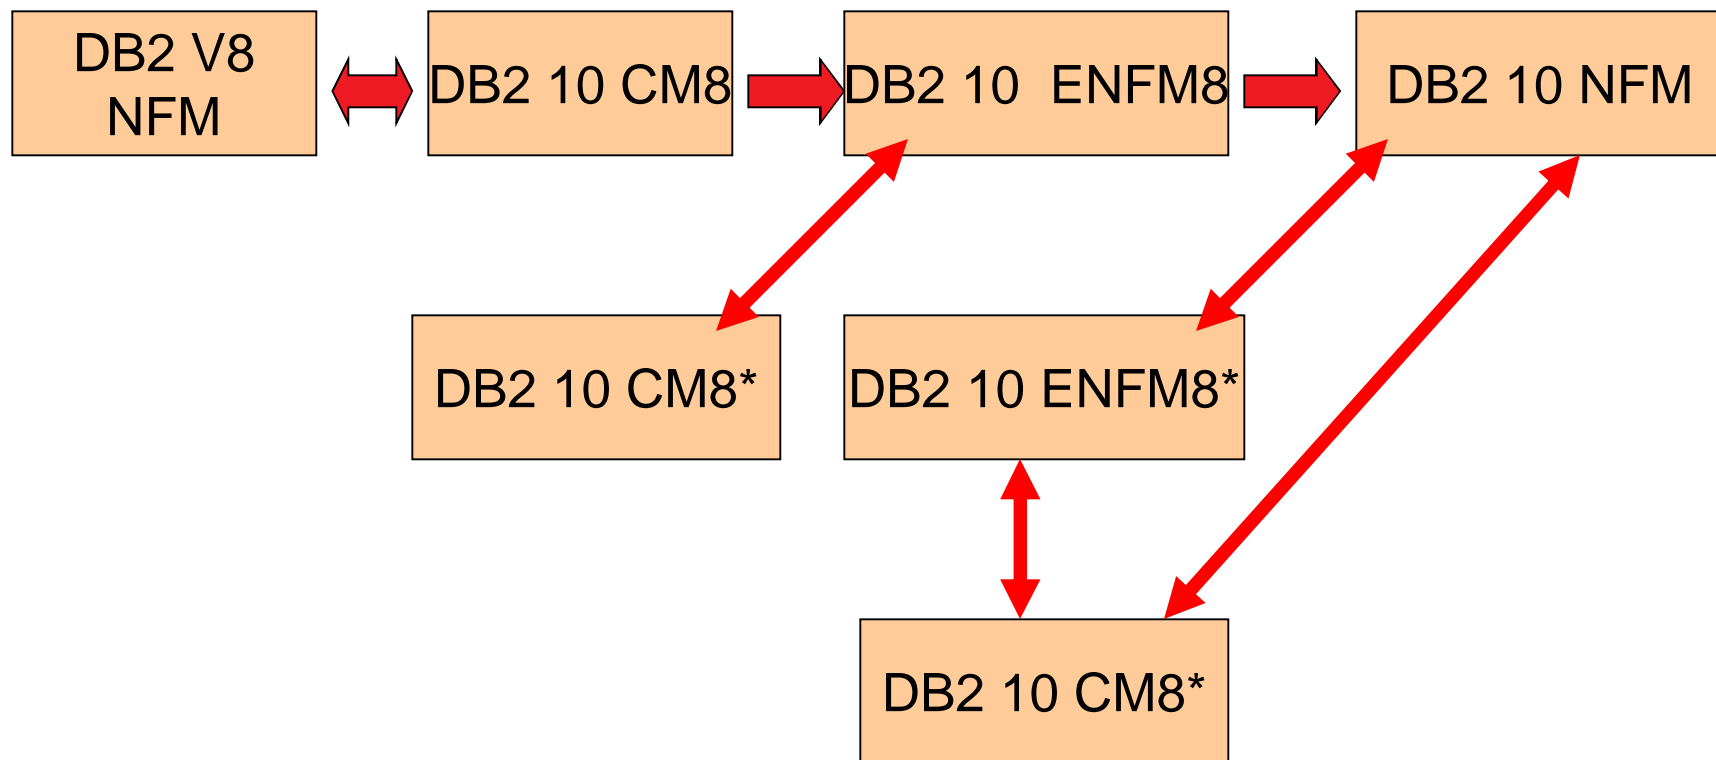 DB2 V8
NFM
DB2 10 CM8
DB2 10 ENFM8
DB2 10 NFM
DB2 10 CM8*
DB2 10 ENFM8*
DB2 10 CM8*